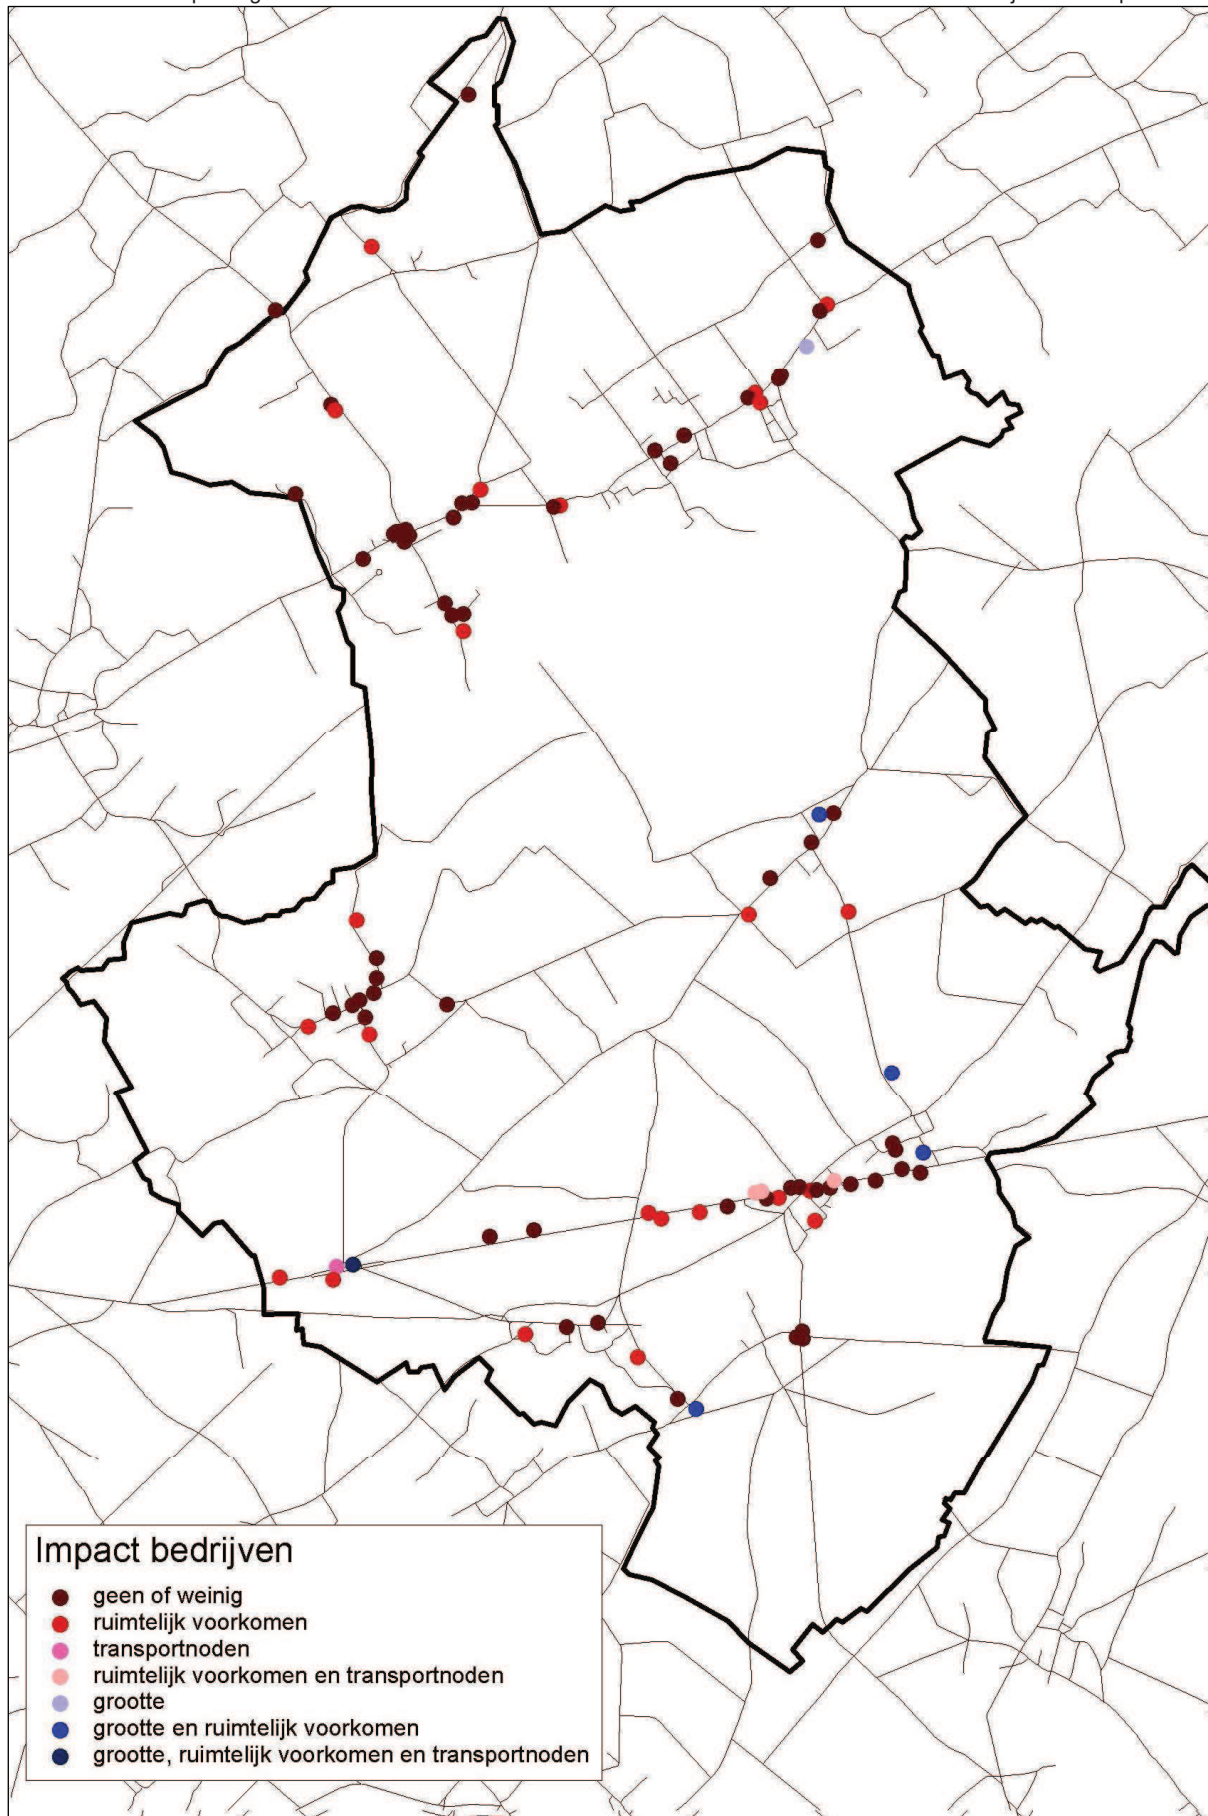 Impact bedrijven
geen of weinig
ruimtelijk voorkomen
transportnoden
ruimtelijk voorkomen en transportnoden
grootte
grootte en ruimtelijk voorkomen
grootte, ruimtelijk voorkomen en transportnoden